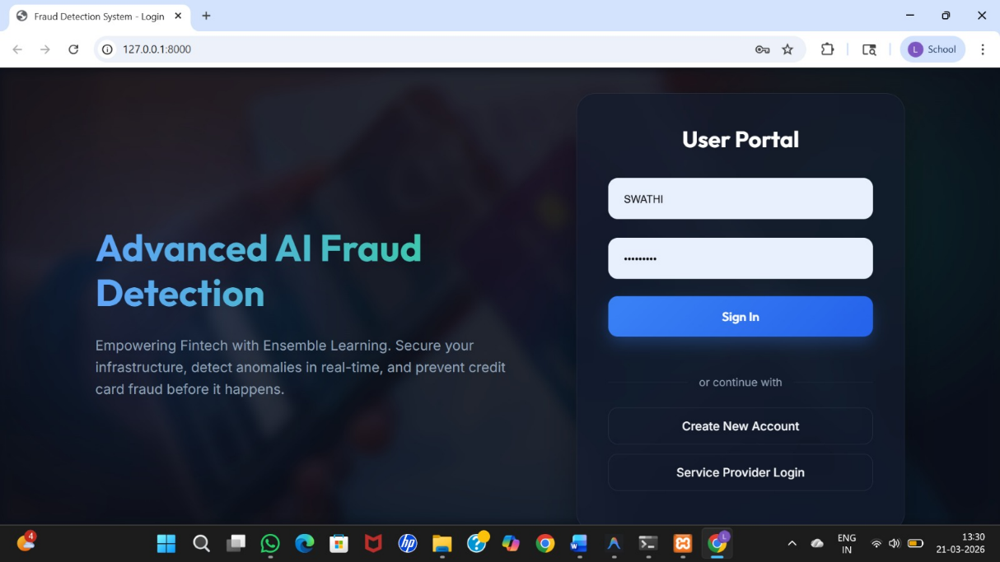 Fraud Detection System - Login
127.0.0.1:8000
L School
User Portal
SWATHI
•••••••••
Sign In
or continue with
Create New Account
Service Provider Login
Advanced AI Fraud
Detection
Empowering Fintech with Ensemble Learning. Secure your
infrastructure, detect anomalies in real-time, and prevent credit
card fraud before it happens.
4
hp
L
ENG
IN
13:30
21-03-2026